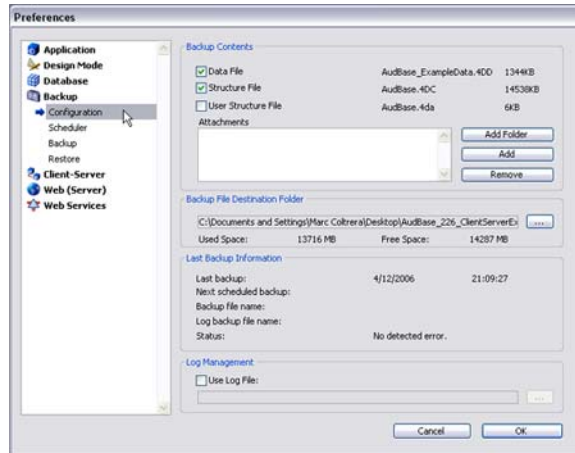 Preferences
Application
Design Mode
Database
Backup
Configuration
Scheduler
Backup
Restore
Client-Server
Web (Server)
Web Services
Backup Contents
Data File AudBase_ExampleData.4DD 1344KB
Structure File AudBase.4DC 14538KB
User Structure File AudBase.4da 6KB
Attachments
Add Folder
Add
Remove
Backup File Destination Folder
C:\Documents and Settings\Marc Coltrera\Desktop\AudBase_226_ClientServerEx ...
Used Space: 13716 MB Free Space: 14287 MB
Last Backup Information
Last backup: 4/12/2006 21:09:27
Next scheduled backup:
Backup file name:
Log backup file name:
Status: No detected error.
Log Management
Use Log File:
...
Cancel OK